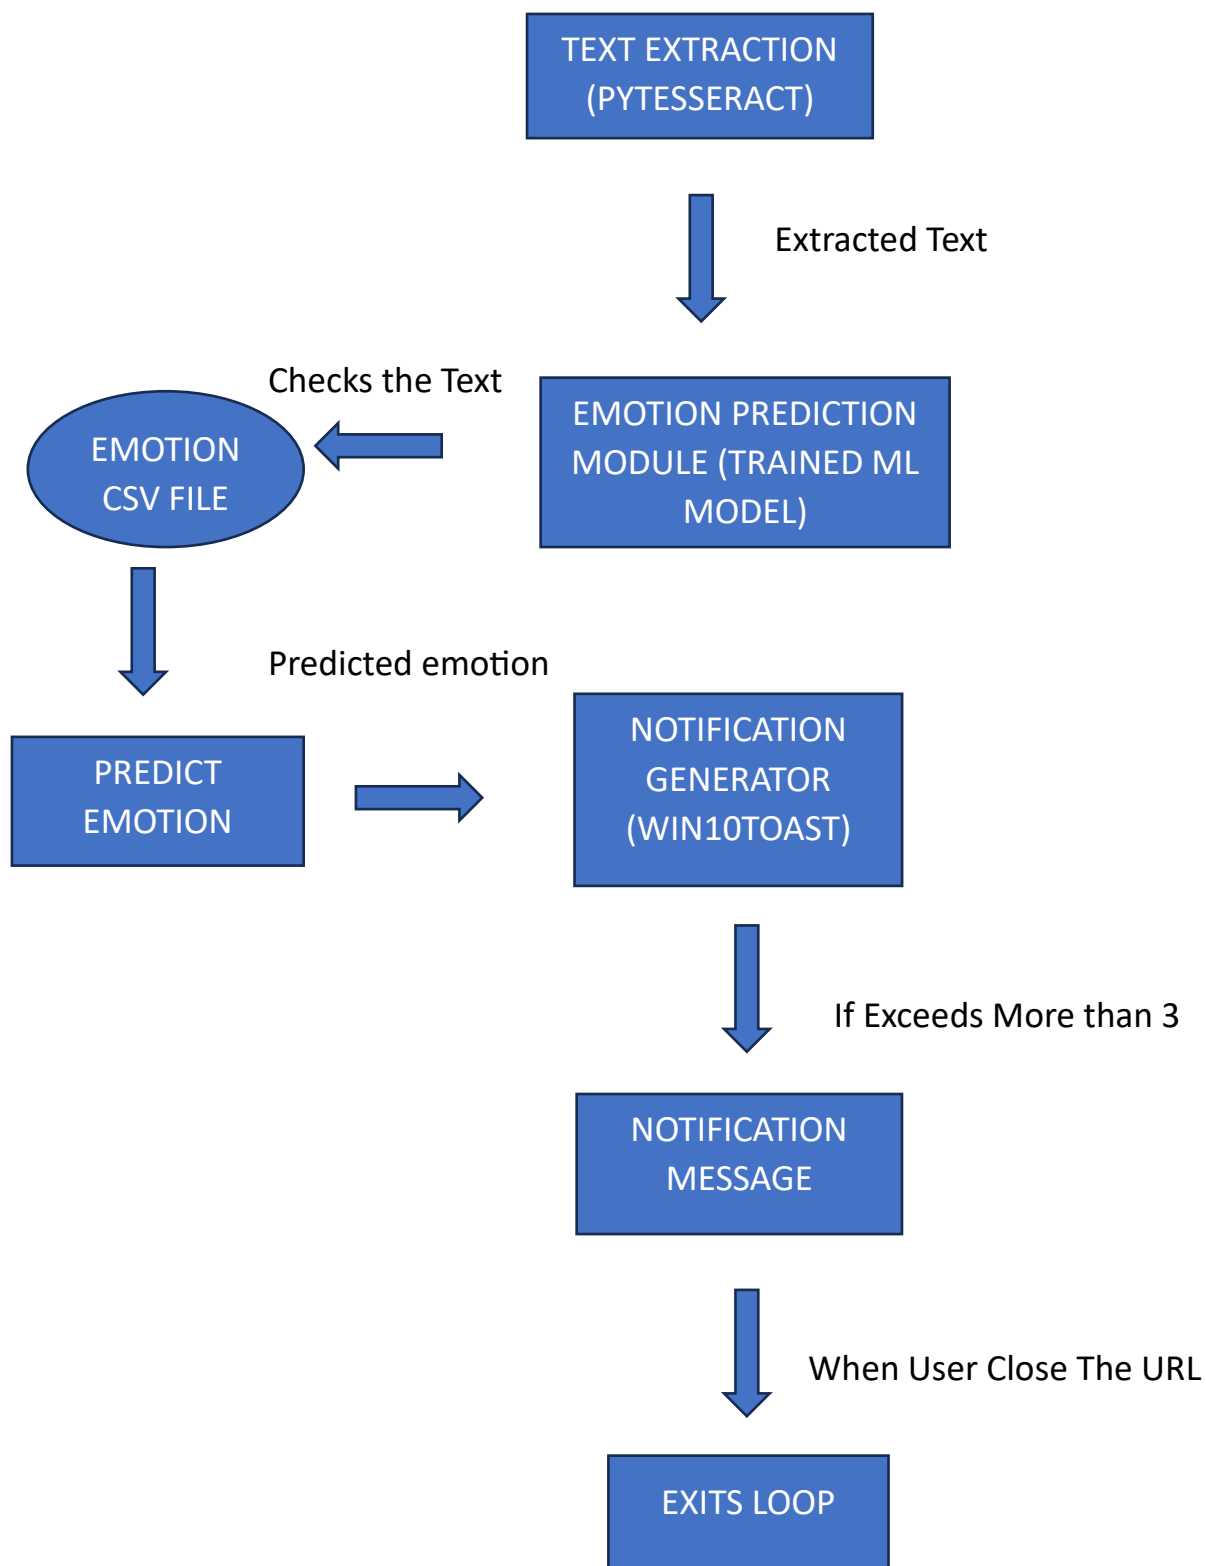 TEXT EXTRACTION
(PYTESSERACT)
Extracted Text
Checks the Text
EMOTION PREDICTION
MODULE (TRAINED ML
MODEL)
EMOTION
CSV FILE
Predicted emotion
PREDICT
EMOTION
NOTIFICATION
GENERATOR
(WIN10TOAST)
If Exceeds More than 3
NOTIFICATION
MESSAGE
When User Close The URL
EXITS LOOP